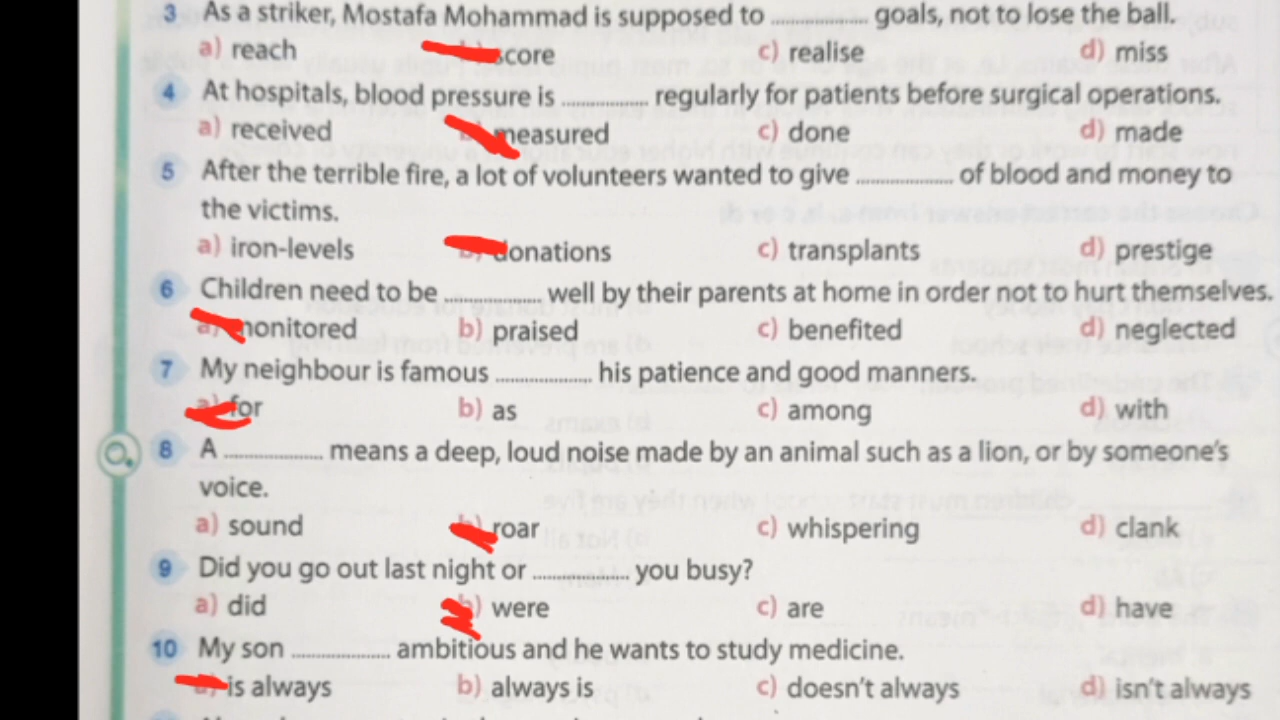 3 As a striker, Mostafa Mohammad is supposed to .............. goals, not to lose the ball.
a) reach score c) realise d) miss
4 At hospitals, blood pressure is .............. regularly for patients before surgical operations.
a) received measured c) done d) made
5 After the terrible fire, a lot of volunteers wanted to give .............. of blood and money to
the victims.
a) iron-levels donations c) transplants d) prestige
6 Children need to be .............. well by their parents at home in order not to hurt themselves.
monitored b) praised c) benefited d) neglected
7 My neighbour is famous .............. his patience and good manners.
a) for b) as c) among d) with
8 A .............. means a deep, loud noise made by an animal such as a lion, or by someone's
voice.
a) sound roar c) whispering d) clank
9 Did you go out last night or .............. you busy?
a) did b) were c) are d) have
10 My son .............. ambitious and he wants to study medicine.
a) is always b) always is c) doesn't always d) isn't always